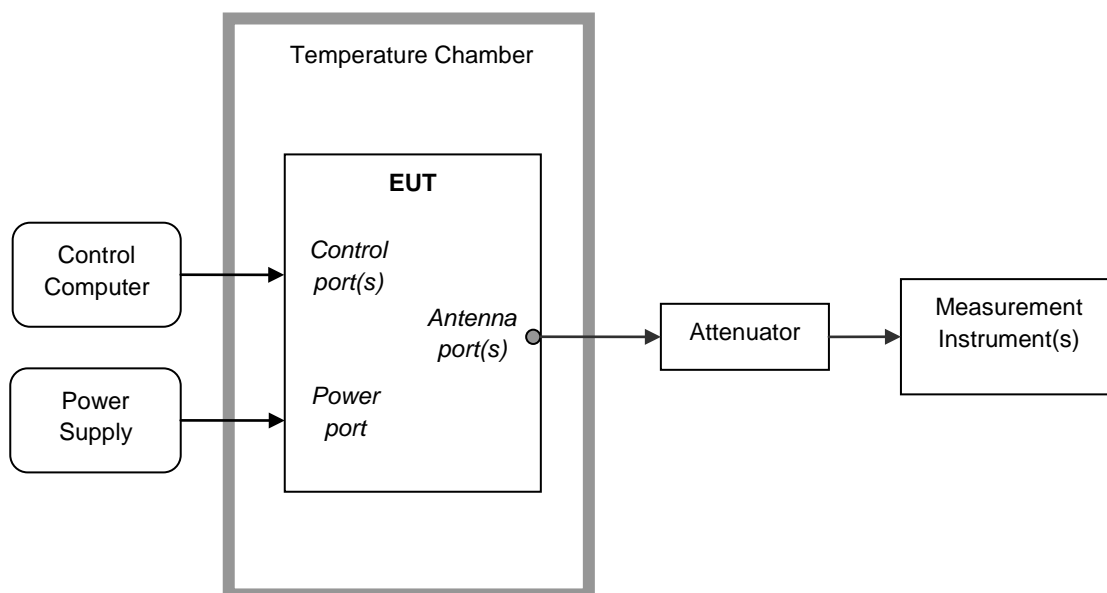 Temperature Chamber
EUT
Control
Computer
Control
port(s)
Antenna
port(s)
Attenuator
Measurement
Instrument(s)
Power
Supply
Power
port